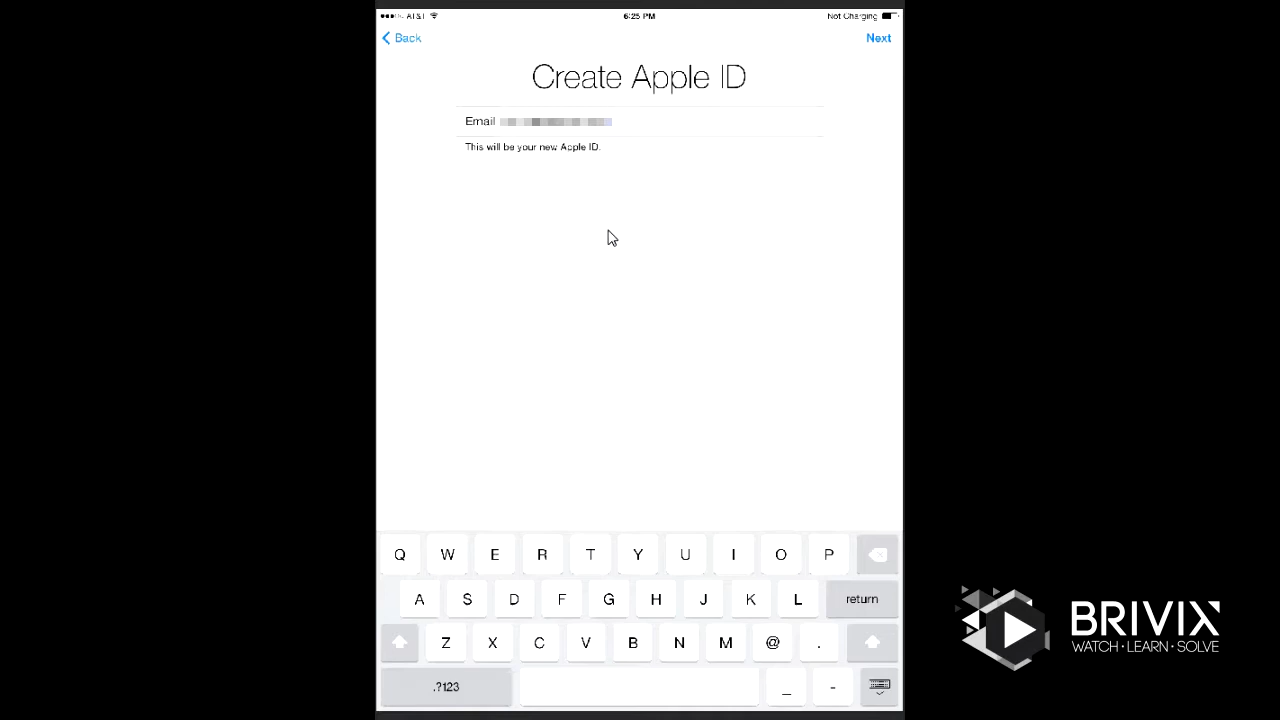 AT&T 6:25 PM Not Charging
Back Next
Create Apple ID
Email
This will be your new Apple ID.
Q W E R T Y U I O P
A S D F G H J K L return
Z X C V B N M @ .
.?123 _ -
BRIVIX
WATCH · LEARN · SOLVE